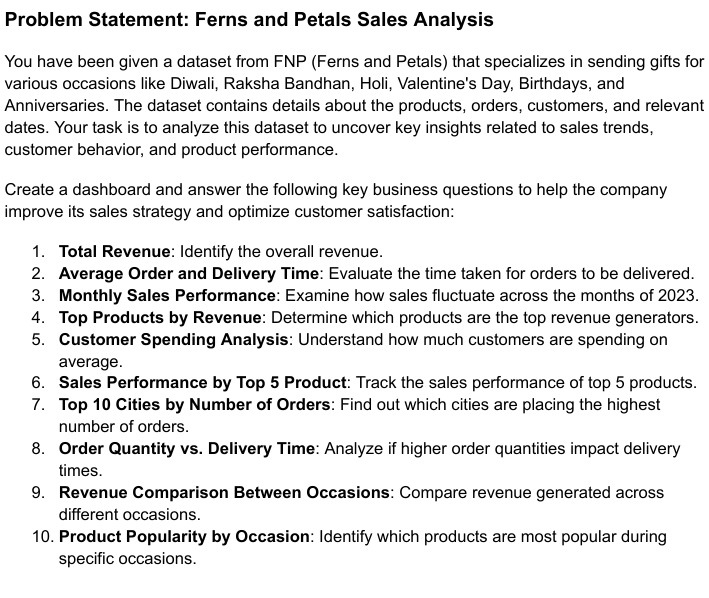 Problem Statement: Ferns and Petals Sales Analysis
You have been given a dataset from FNP (Ferns and Petals) that specializes in sending gifts for
various occasions like Diwali, Raksha Bandhan, Holi, Valentine's Day, Birthdays, and
Anniversaries. The dataset contains details about the products, orders, customers, and relevant
dates. Your task is to analyze this dataset to uncover key insights related to sales trends,
customer behavior, and product performance.
Create a dashboard and answer the following key business questions to help the company
improve its sales strategy and optimize customer satisfaction:
1. Total Revenue: Identify the overall revenue.
2. Average Order and Delivery Time: Evaluate the time taken for orders to be delivered.
3. Monthly Sales Performance: Examine how sales fluctuate across the months of 2023.
4. Top Products by Revenue: Determine which products are the top revenue generators.
5. Customer Spending Analysis: Understand how much customers are spending on
average.
6. Sales Performance by Top 5 Product: Track the sales performance of top 5 products.
7. Top 10 Cities by Number of Orders: Find out which cities are placing the highest
number of orders.
8. Order Quantity vs. Delivery Time: Analyze if higher order quantities impact delivery
times.
9. Revenue Comparison Between Occasions: Compare revenue generated across
different occasions.
10. Product Popularity by Occasion: Identify which products are most popular during
specific occasions.